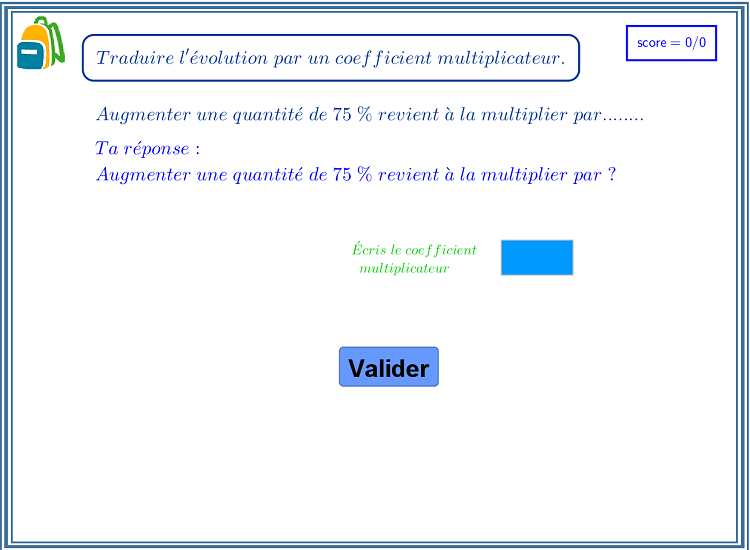 Traduire l'évolution par un coefficient multiplicateur.
score = 0/0
Augmenter une quantité de 75 % revient à la multiplier par........
Ta réponse :
Augmenter une quantité de 75 % revient à la multiplier par ?
Écris le coefficient
multiplicateur
Valider